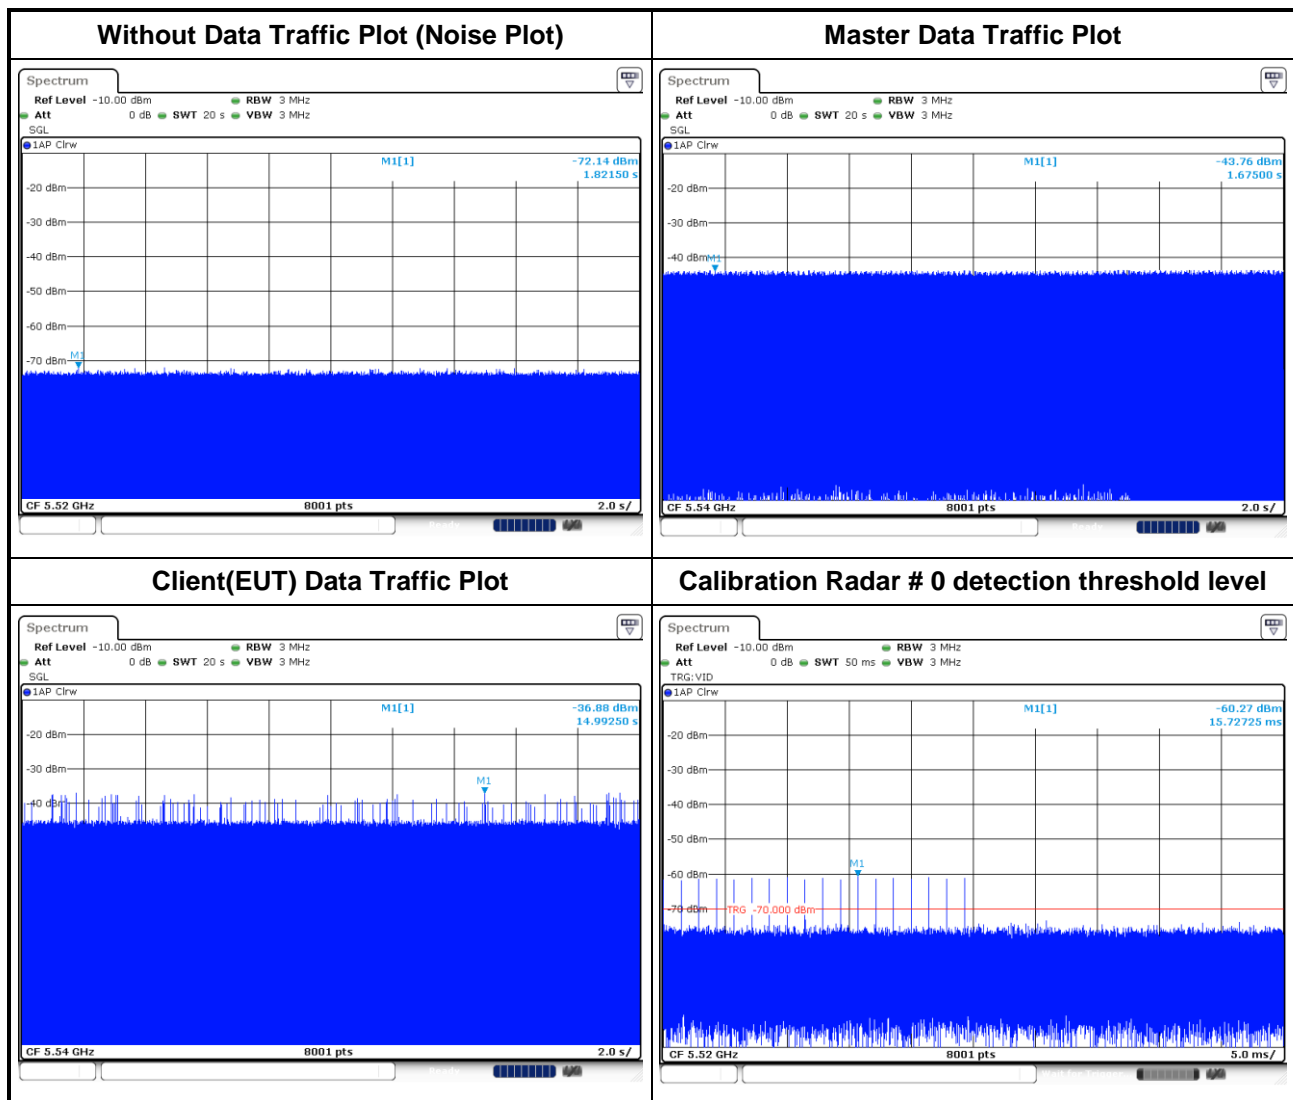 Without Data Traffic Plot (Noise Plot)
Spectrum
Ref Level -10.00 dBm RBW 3 MHz
Att 0 dB SWT 20 s VBW 3 MHz
SGL
1AP Clrw
M1[1] -72.14 dBm
1.82150 s
-20 dBm
-30 dBm
-40 dBm
-50 dBm
-60 dBm
-70 dBm
M1
CF 5.52 GHz 8001 pts 2.0 s/
Ready
Master Data Traffic Plot
Spectrum
Ref Level -10.00 dBm RBW 3 MHz
Att 0 dB SWT 20 s VBW 3 MHz
SGL
1AP Clrw
M1[1] -43.76 dBm
1.67500 s
-20 dBm
-30 dBm
-40 dBm
M1
CF 5.54 GHz 8001 pts 2.0 s/
Ready
Client(EUT) Data Traffic Plot
Spectrum
Ref Level -10.00 dBm RBW 3 MHz
Att 0 dB SWT 20 s VBW 3 MHz
SGL
1AP Clrw
M1[1] -36.88 dBm
14.99250 s
-20 dBm
-30 dBm
M1
-40 dBm
CF 5.54 GHz 8001 pts 2.0 s/
Ready
Calibration Radar # 0 detection threshold level
Spectrum
Ref Level -10.00 dBm RBW 3 MHz
Att 0 dB SWT 50 ms VBW 3 MHz
TRG:VID
1AP Clrw
M1[1] -60.27 dBm
15.72725 ms
-20 dBm
-30 dBm
-40 dBm
-50 dBm
M1
-60 dBm
-70 dBm TRG -70.000 dBm
CF 5.52 GHz 8001 pts 5.0 ms/
Wait for Trigger